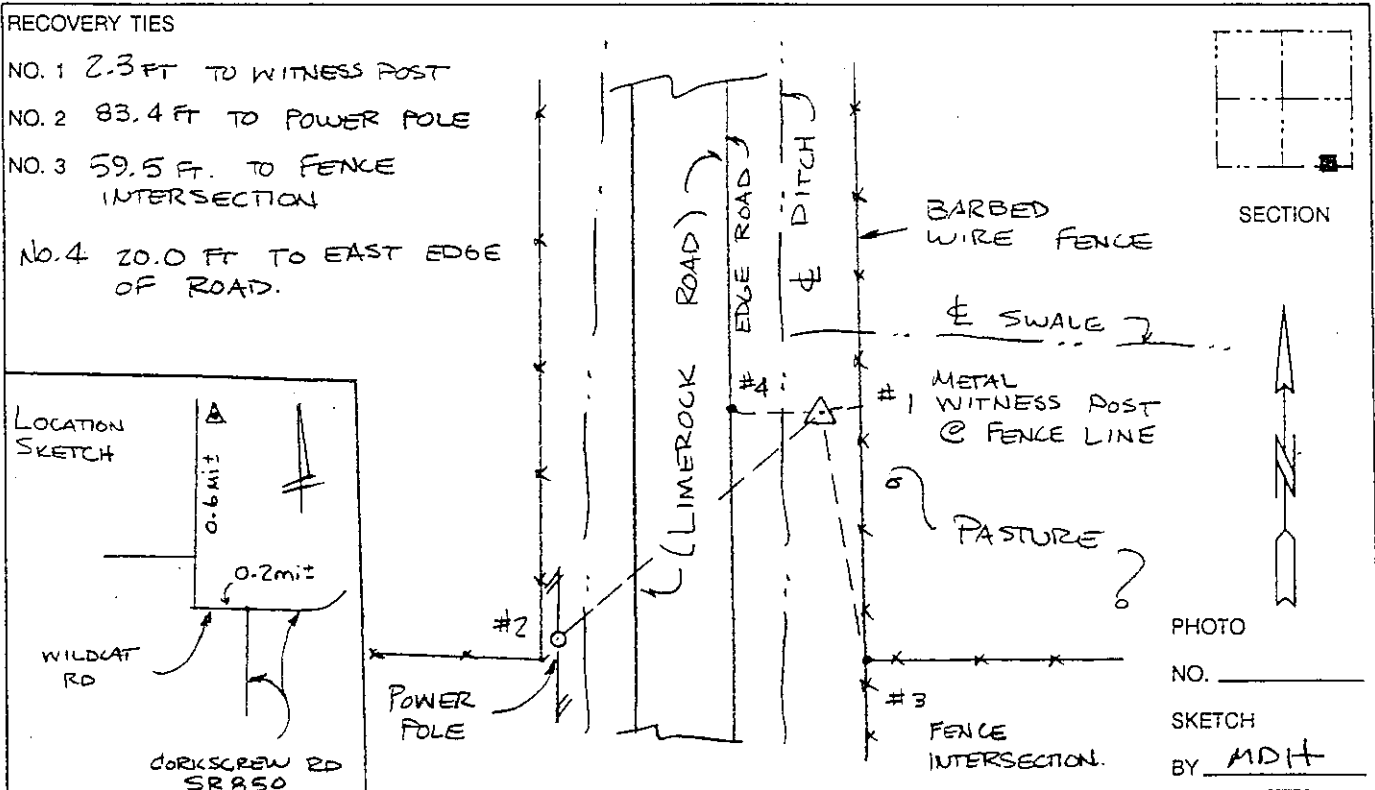 RECOVERY TIES
NO. 1 2.3 FT TO WITNESS POST
NO. 2 83.4 FT TO POWER POLE
NO. 3 59.5 FT. TO FENCE
INTERSECTION
No. 4 20.0 FT TO EAST EDGE
OF ROAD.
LOCATION
SKETCH
0.6mi±
0.2mi±
WILDCAT
RD
CORKSCREW RD
SR850
(LIMEROCK ROAD)
EDGE ROAD
℄ DITCH
BARBED
WIRE FENCE
℄ SWALE
#4
#1 METAL
WITNESS POST
@ FENCE LINE
PASTURE
#2
POWER
POLE
#3
FENCE
INTERSECTION.
SECTION
N
PHOTO
NO.
SKETCH
BY MDH